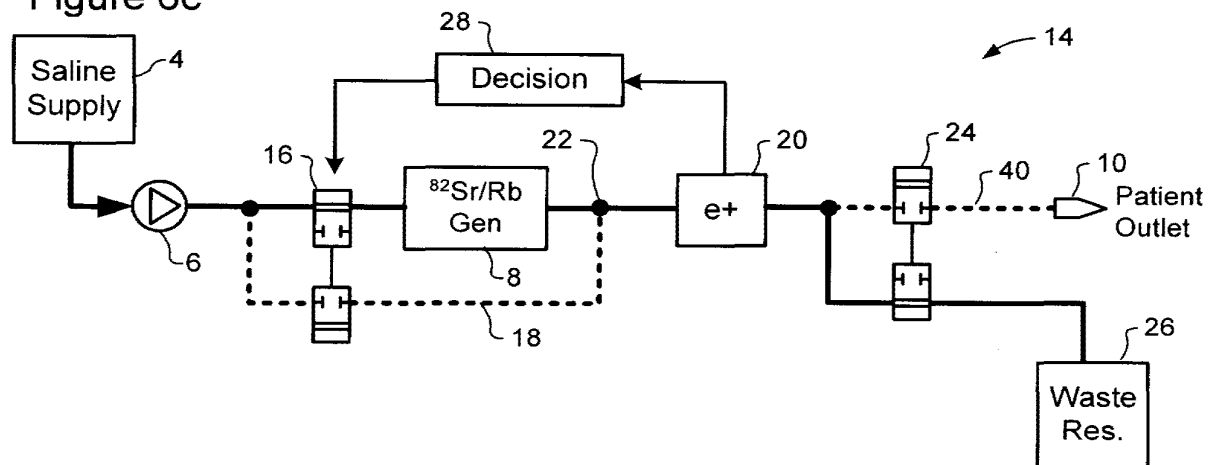 Figure 6c
28
14
4
Saline
Supply
Decision
24
20
22
16
40
10
⁸²Sr/Rb
Gen
e+
Patient
Outlet
6
8
18
26
Waste
Res.